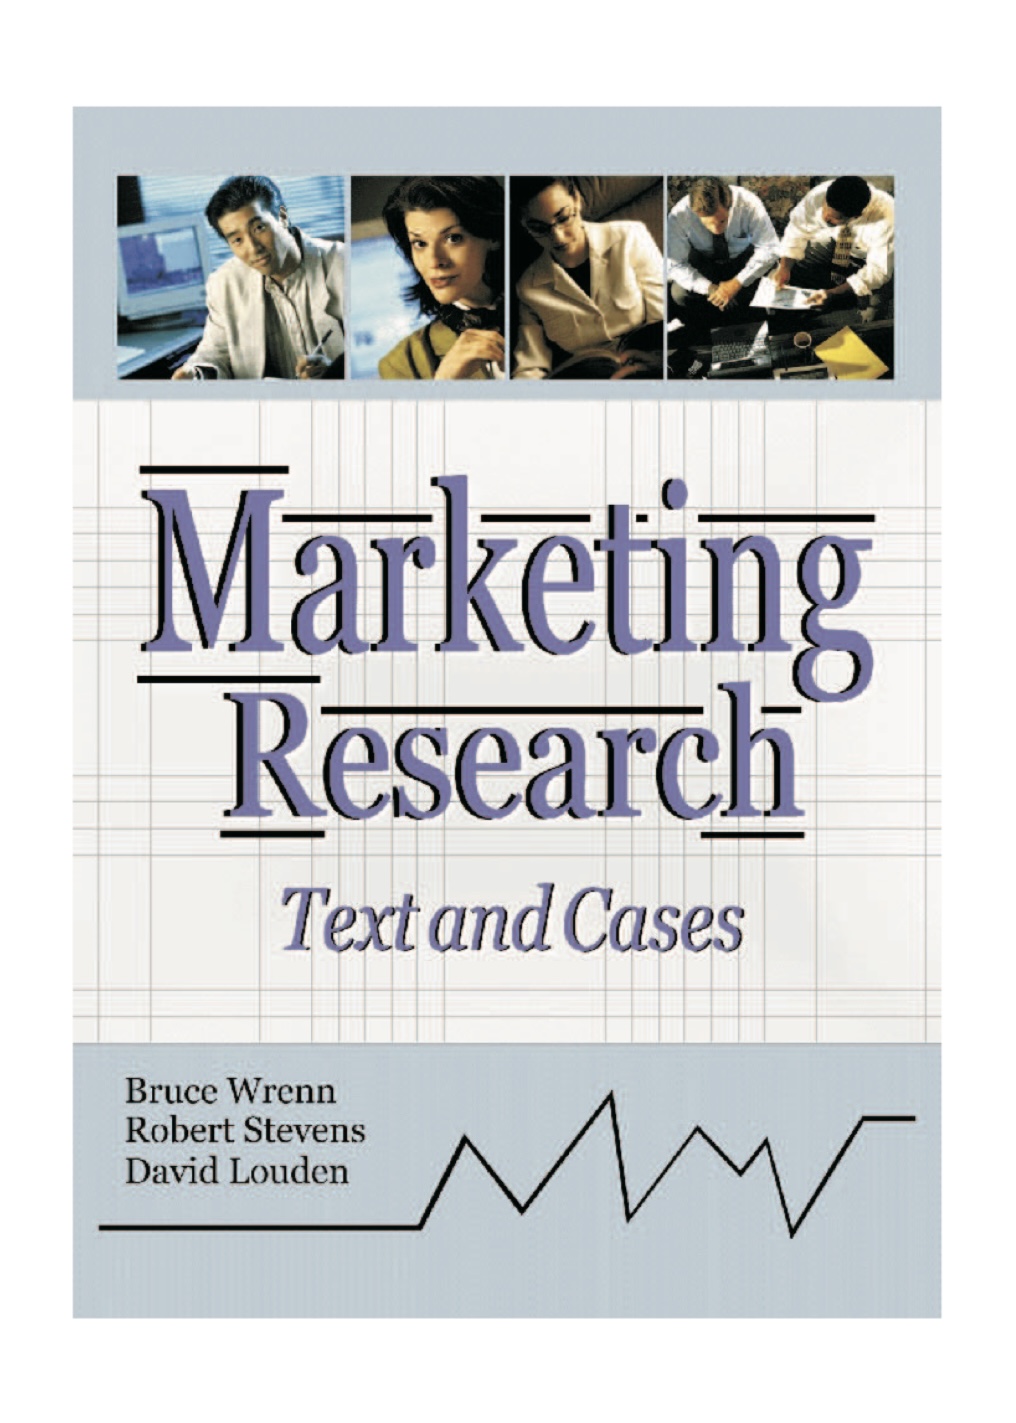 Marketing
Research
Text and Cases
Bruce Wrenn
Robert Stevens
David Louden